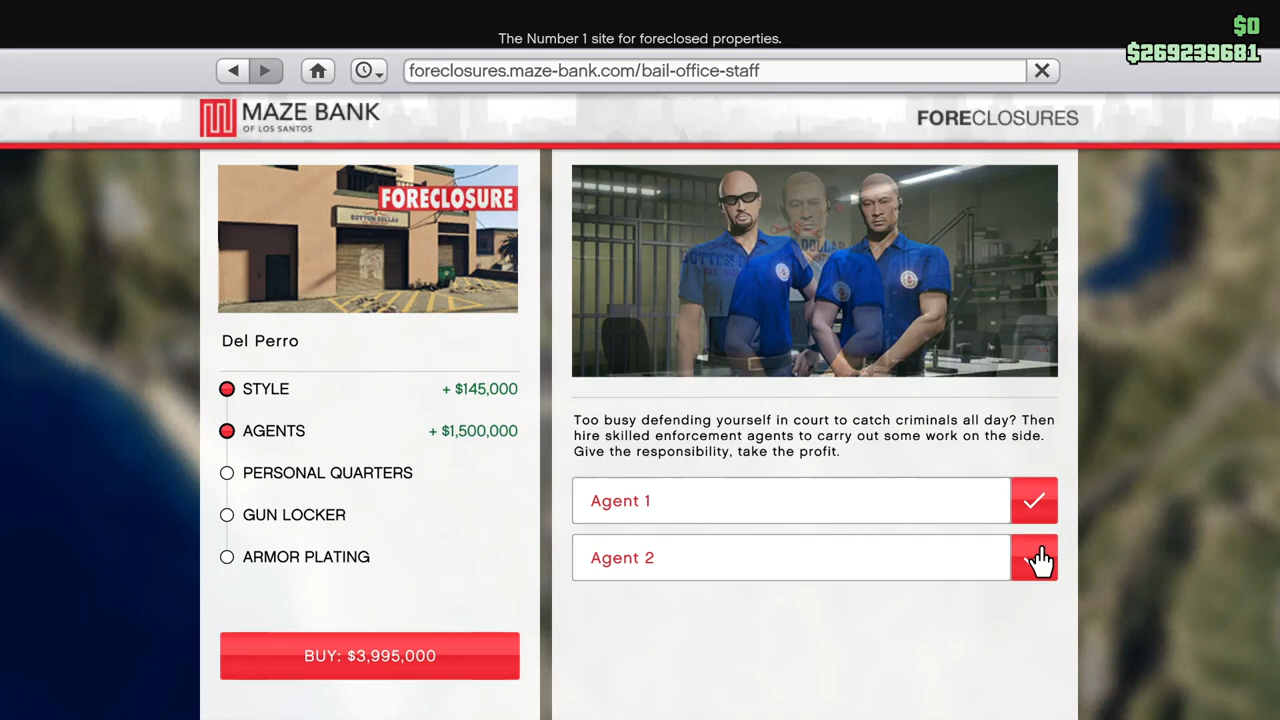 The Number 1 site for foreclosed properties.
$0
$269239681
foreclosures.maze-bank.com/bail-office-staff
MAZE BANK
OF LOS SANTOS
FORECLOSURES
FORECLOSURE
BOTTOM DOLLAR
Del Perro
STYLE + $145,000
AGENTS + $1,500,000
PERSONAL QUARTERS
GUN LOCKER
ARMOR PLATING
BUY: $3,995,000
Too busy defending yourself in court to catch criminals all day? Then
hire skilled enforcement agents to carry out some work on the side.
Give the responsibility, take the profit.
Agent 1
Agent 2